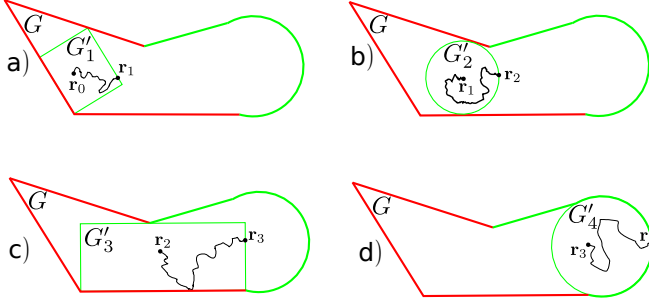 a) G G′₁ r₀ r₁
b) G G′₂ r₁ r₂
c) G G′₃ r₂ r₃
d) G G′₄ r₃ r